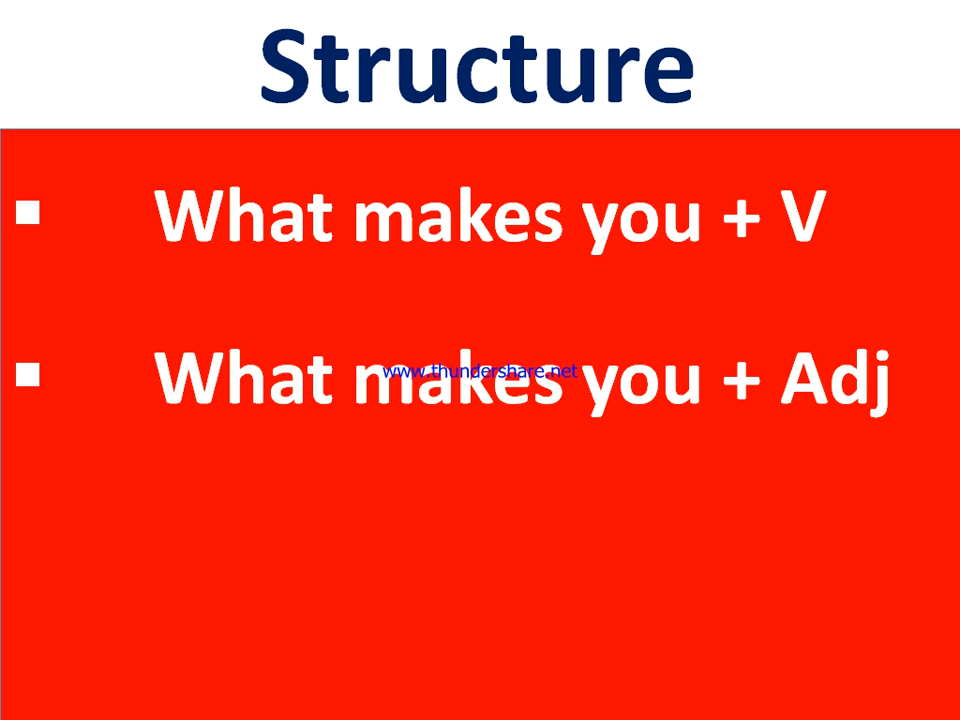 Structure
▪ What makes you + V
▪ What makes you + Adj
www.thundershare.net